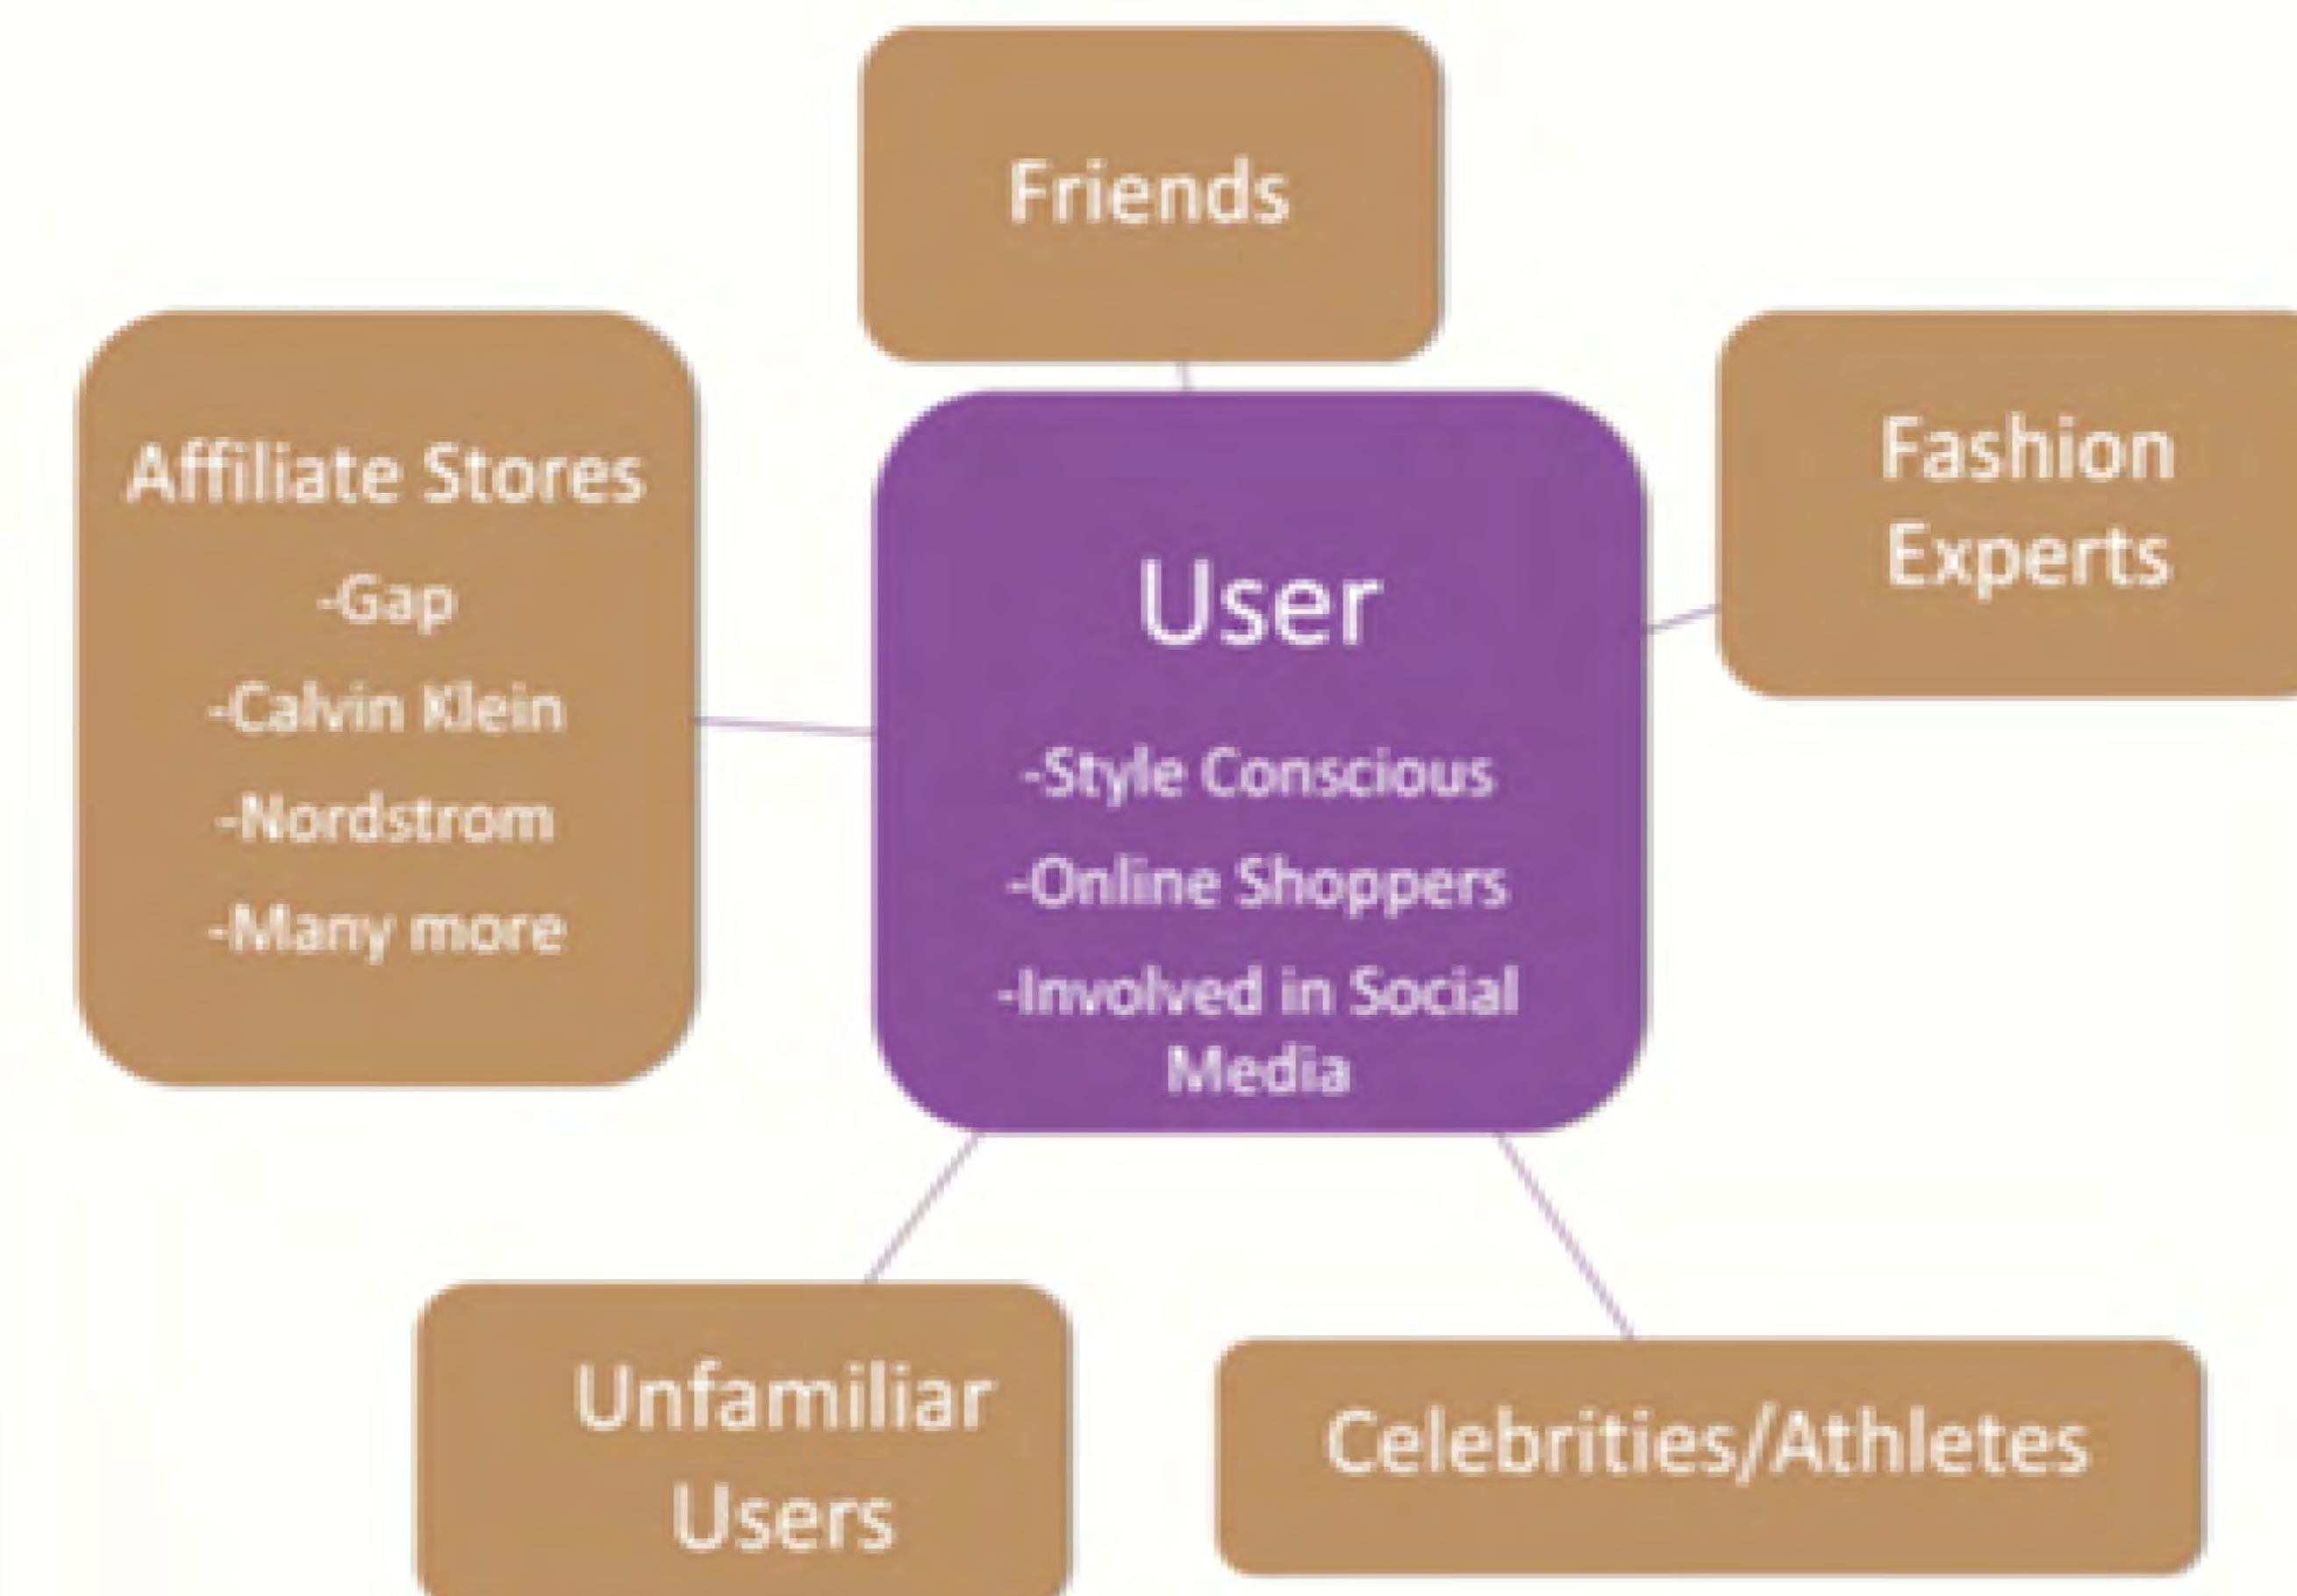 Friends
Affiliate Stores
-Gap
-Calvin Klein
-Nordstrom
-Many more
User
-Style Conscious
-Online Shoppers
-Involved in Social
Media
Fashion
Experts
Unfamiliar
Users
Celebrities/Athletes